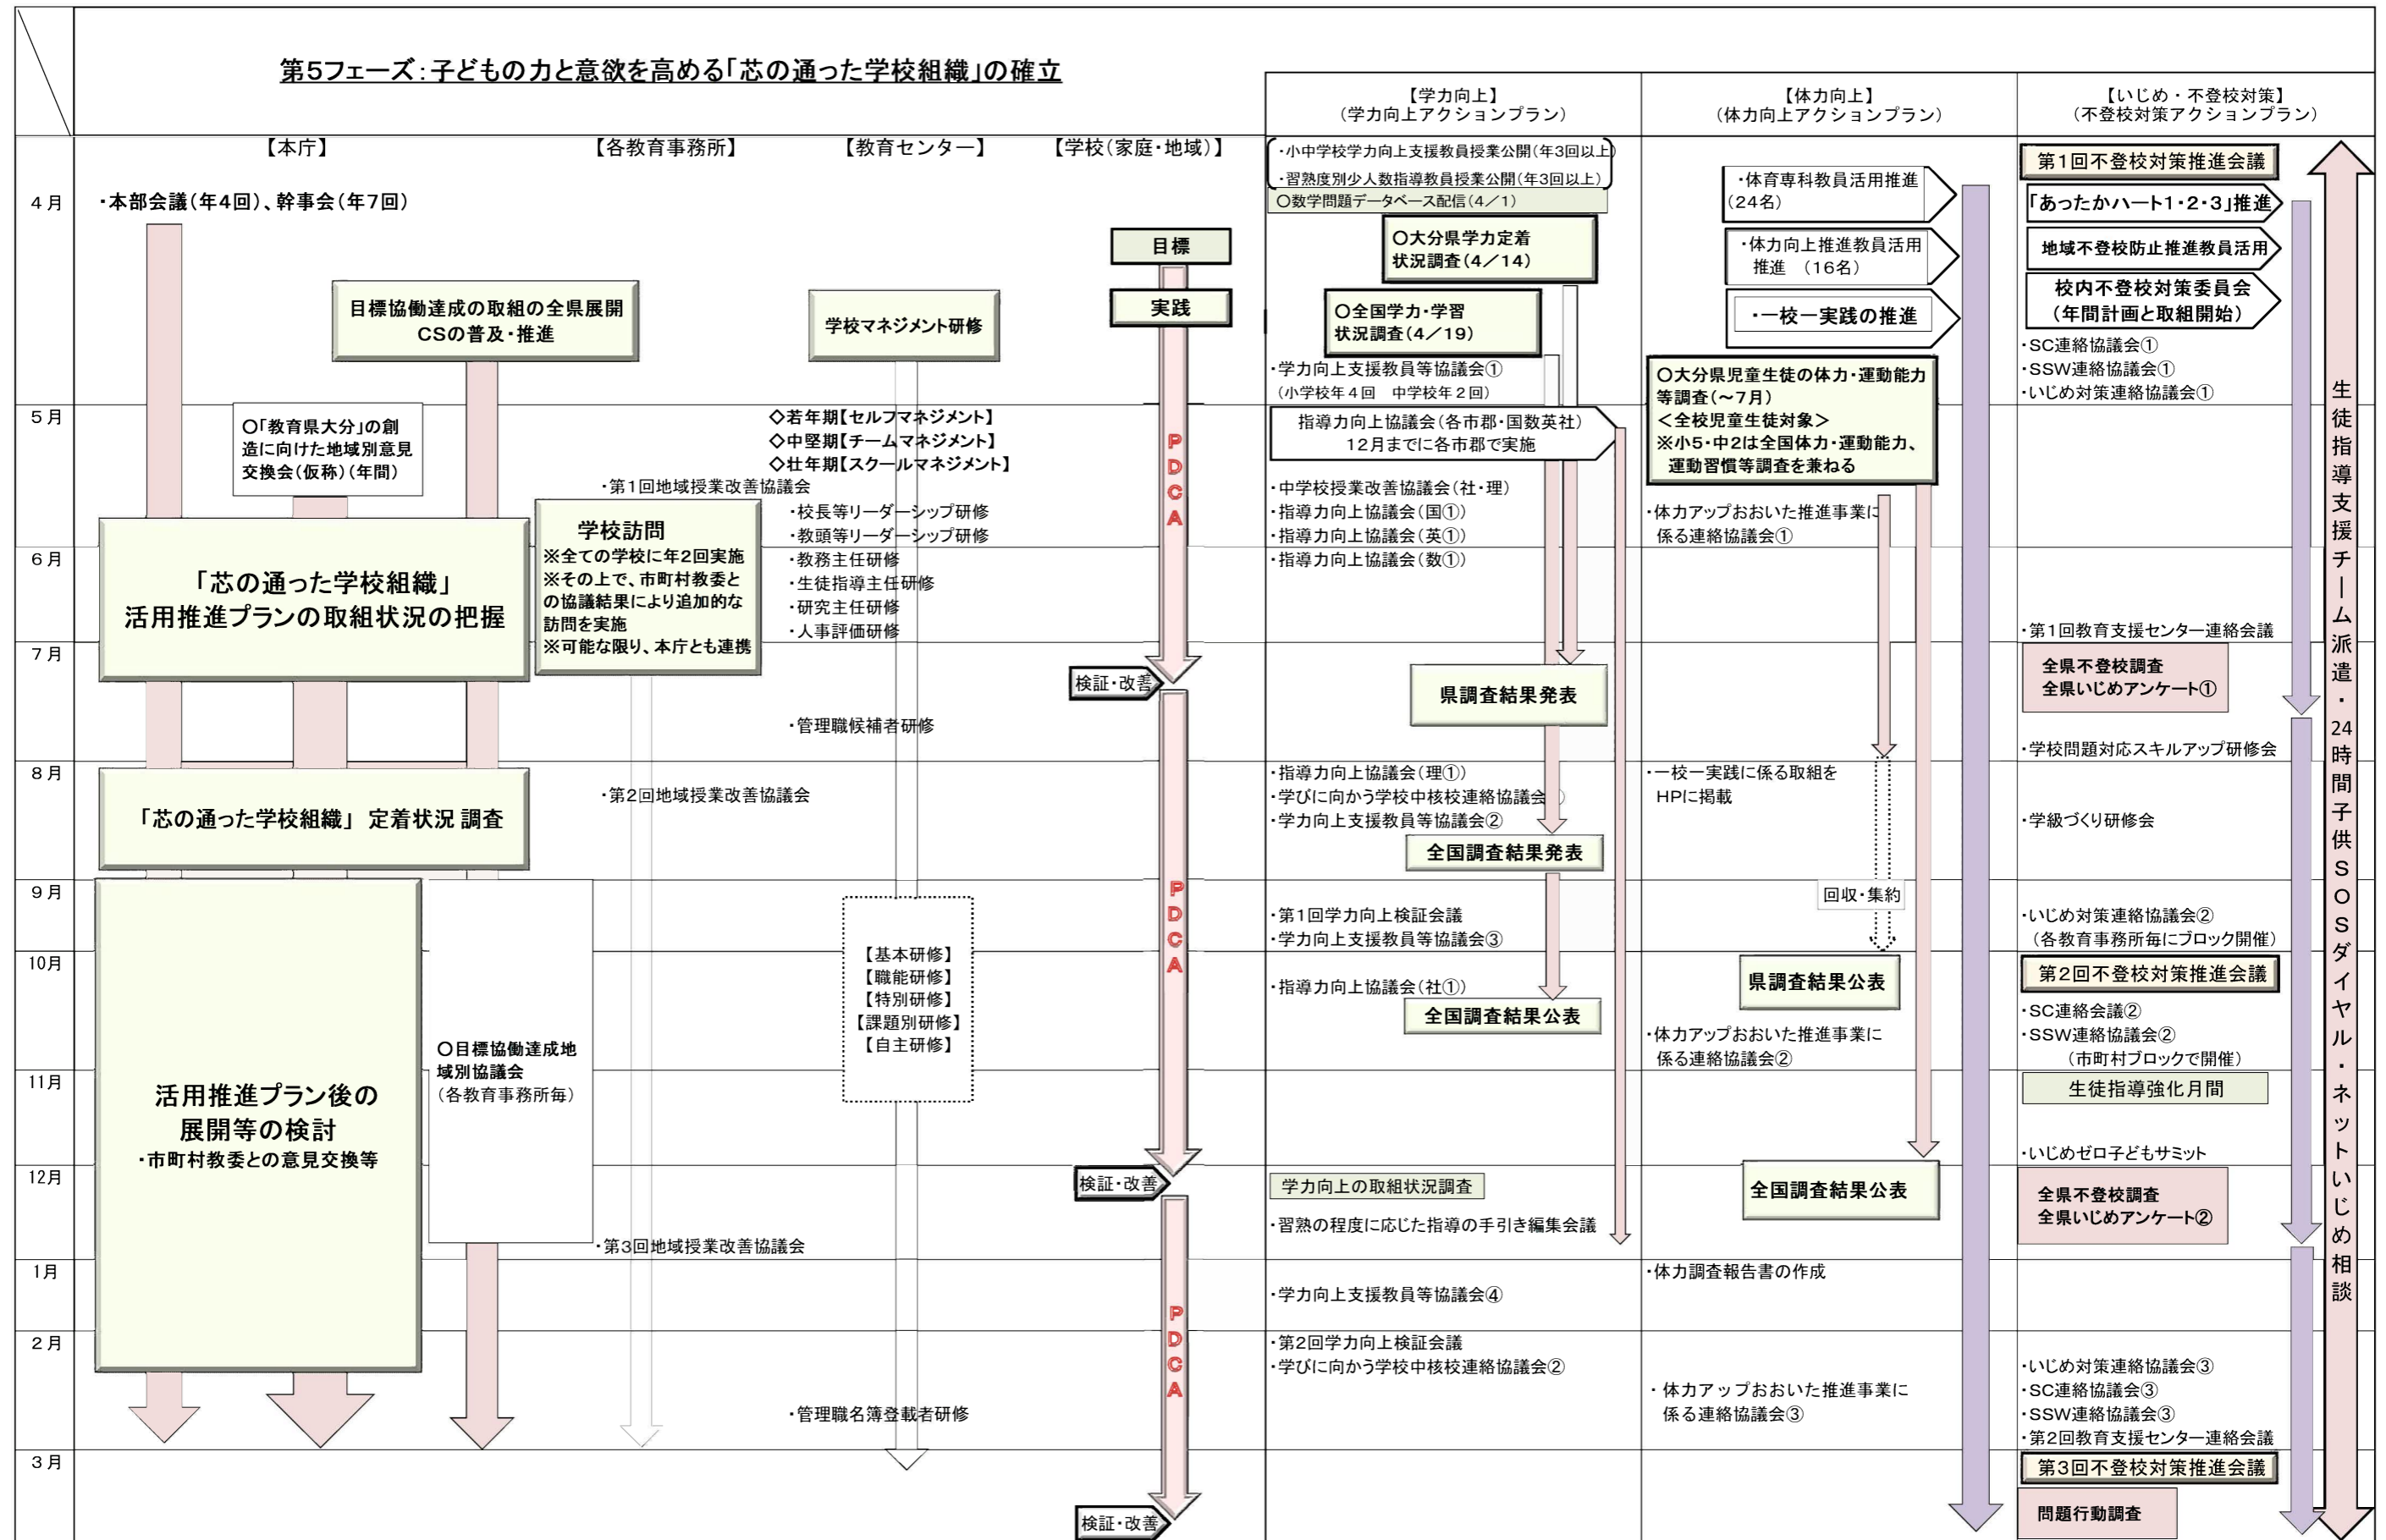 第5フェーズ：子どもの力と意欲を高める「芯の通った学校組織」の確立
【学力向上】
（学力向上アクションプラン）
【体力向上】
（体力向上アクションプラン）
【いじめ・不登校対策】
（不登校対策アクションプラン）
【本庁】
【各教育事務所】
【教育センター】
【学校（家庭・地域）】
4月
5月
6月
7月
8月
9月
10月
11月
12月
1月
2月
3月
・本部会議（年4回）、幹事会（年7回）
目標協働達成の取組の全県展開
CSの普及・推進
〇「教育県大分」の創
造に向けた地域別意見
交換会（仮称）（年間）
「芯の通った学校組織」
活用推進プランの取組状況の把握
「芯の通った学校組織」 定着状況 調査
活用推進プラン後の
展開等の検討
・市町村教委との意見交換等
〇目標協働達成地
域別協議会
（各教育事務所毎）
・第1回地域授業改善協議会
学校訪問
※全ての学校に年2回実施
※その上で、市町村教委と
の協議結果により追加的な
訪問を実施
※可能な限り、本庁とも連携
・第2回地域授業改善協議会
・第3回地域授業改善協議会
学校マネジメント研修
◇若年期【セルフマネジメント】
◇中堅期【チームマネジメント】
◇壮年期【スクールマネジメント】
・校長等リーダーシップ研修
・教頭等リーダーシップ研修
・教務主任研修
・生徒指導主任研修
・研究主任研修
・人事評価研修
・管理職候補者研修
【基本研修】
【職能研修】
【特別研修】
【課題別研修】
【自主研修】
・管理職名簿登載者研修
目標
実践
PDCA
検証・改善
PDCA
検証・改善
PDCA
検証・改善
・小中学校学力向上支援教員授業公開（年3回以上）
・習熟度別少人数指導教員授業公開（年3回以上）
〇数学問題データベース配信（4／1）
〇大分県学力定着
状況調査（4／14）
〇全国学力・学習
状況調査（4／19）
・学力向上支援教員等協議会①
（小学校年4回 中学校年2回）
指導力向上協議会（各市郡・国数英社）
12月までに各市郡で実施
・中学校授業改善協議会（社・理）
・指導力向上協議会（国①）
・指導力向上協議会（英①）
・指導力向上協議会（数①）
県調査結果発表
・指導力向上協議会（理①）
・学びに向かう学校中核校連絡協議会
・学力向上支援教員等協議会②
全国調査結果発表
・第1回学力向上検証会議
・学力向上支援教員等協議会③
・指導力向上協議会（社①）
全国調査結果公表
学力向上の取組状況調査
・習熟の程度に応じた指導の手引き編集会議
・学力向上支援教員等協議会④
・第2回学力向上検証会議
・学びに向かう学校中核校連絡協議会②
・体育専科教員活用推進
（24名）
・体力向上推進教員活用
推進 （16名）
・一校一実践の推進
〇大分県児童生徒の体力・運動能力
等調査（～7月）
＜全校児童生徒対象＞
※小5・中2は全国体力・運動能力、
運動習慣等調査を兼ねる
・体力アップおおいた推進事業に
係る連絡協議会①
・一校一実践に係る取組を
HPに掲載
回収・集約
県調査結果公表
・体力アップおおいた推進事業に
係る連絡協議会②
全国調査結果公表
・体力調査報告書の作成
・体力アップおおいた推進事業に
係る連絡協議会③
第1回不登校対策推進会議
「あったかハート1・2・3」推進
地域不登校防止推進教員活用
校内不登校対策委員会
（年間計画と取組開始）
・SC連絡協議会①
・SSW連絡協議会①
・いじめ対策連絡協議会①
・第1回教育支援センター連絡会議
全県不登校調査
全県いじめアンケート①
・学校問題対応スキルアップ研修会
・学級づくり研修会
・いじめ対策連絡協議会②
（各教育事務所毎にブロック開催）
第2回不登校対策推進会議
・SC連絡会議②
・SSW連絡協議会②
（市町村ブロックで開催）
生徒指導強化月間
・いじめゼロ子どもサミット
全県不登校調査
全県いじめアンケート②
・いじめ対策連絡協議会③
・SC連絡協議会③
・SSW連絡協議会③
・第2回教育支援センター連絡会議
第3回不登校対策推進会議
問題行動調査
生徒指導支援チーム派遣・24時間子供SOSダイヤル・ネットいじめ相談